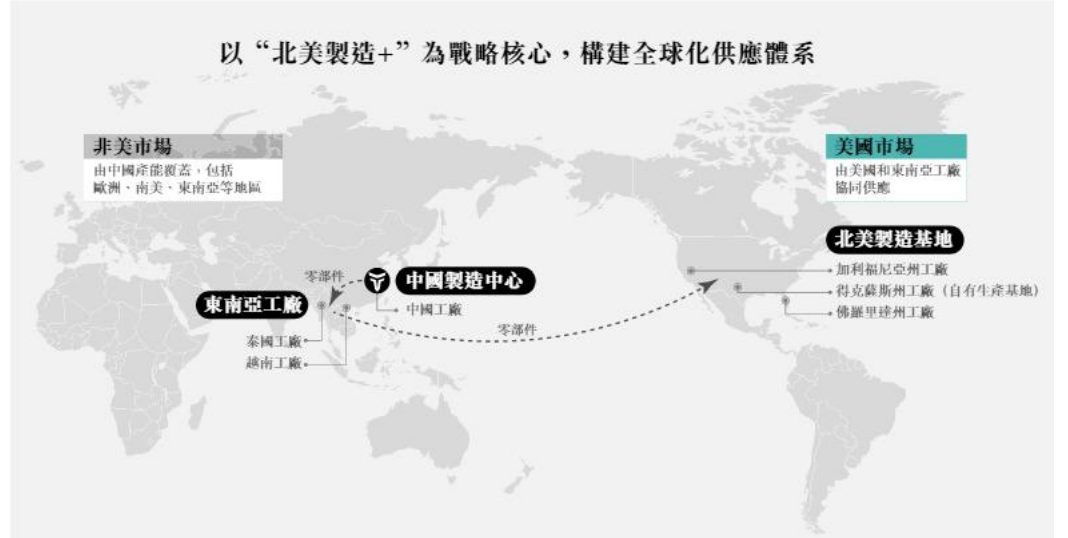 以“北美製造+”為戰略核心，構建全球化供應體系
非美市場
由中國產能覆蓋，包括
歐洲、南美、東南亞等地區
美國市場
由美國和東南亞工廠
協同供應
北美製造基地
加利福尼亞州工廠
得克薩斯州工廠（自有生產基地）
佛羅里達州工廠
零部件
中國製造中心
中國工廠
東南亞工廠
泰國工廠
越南工廠
零部件